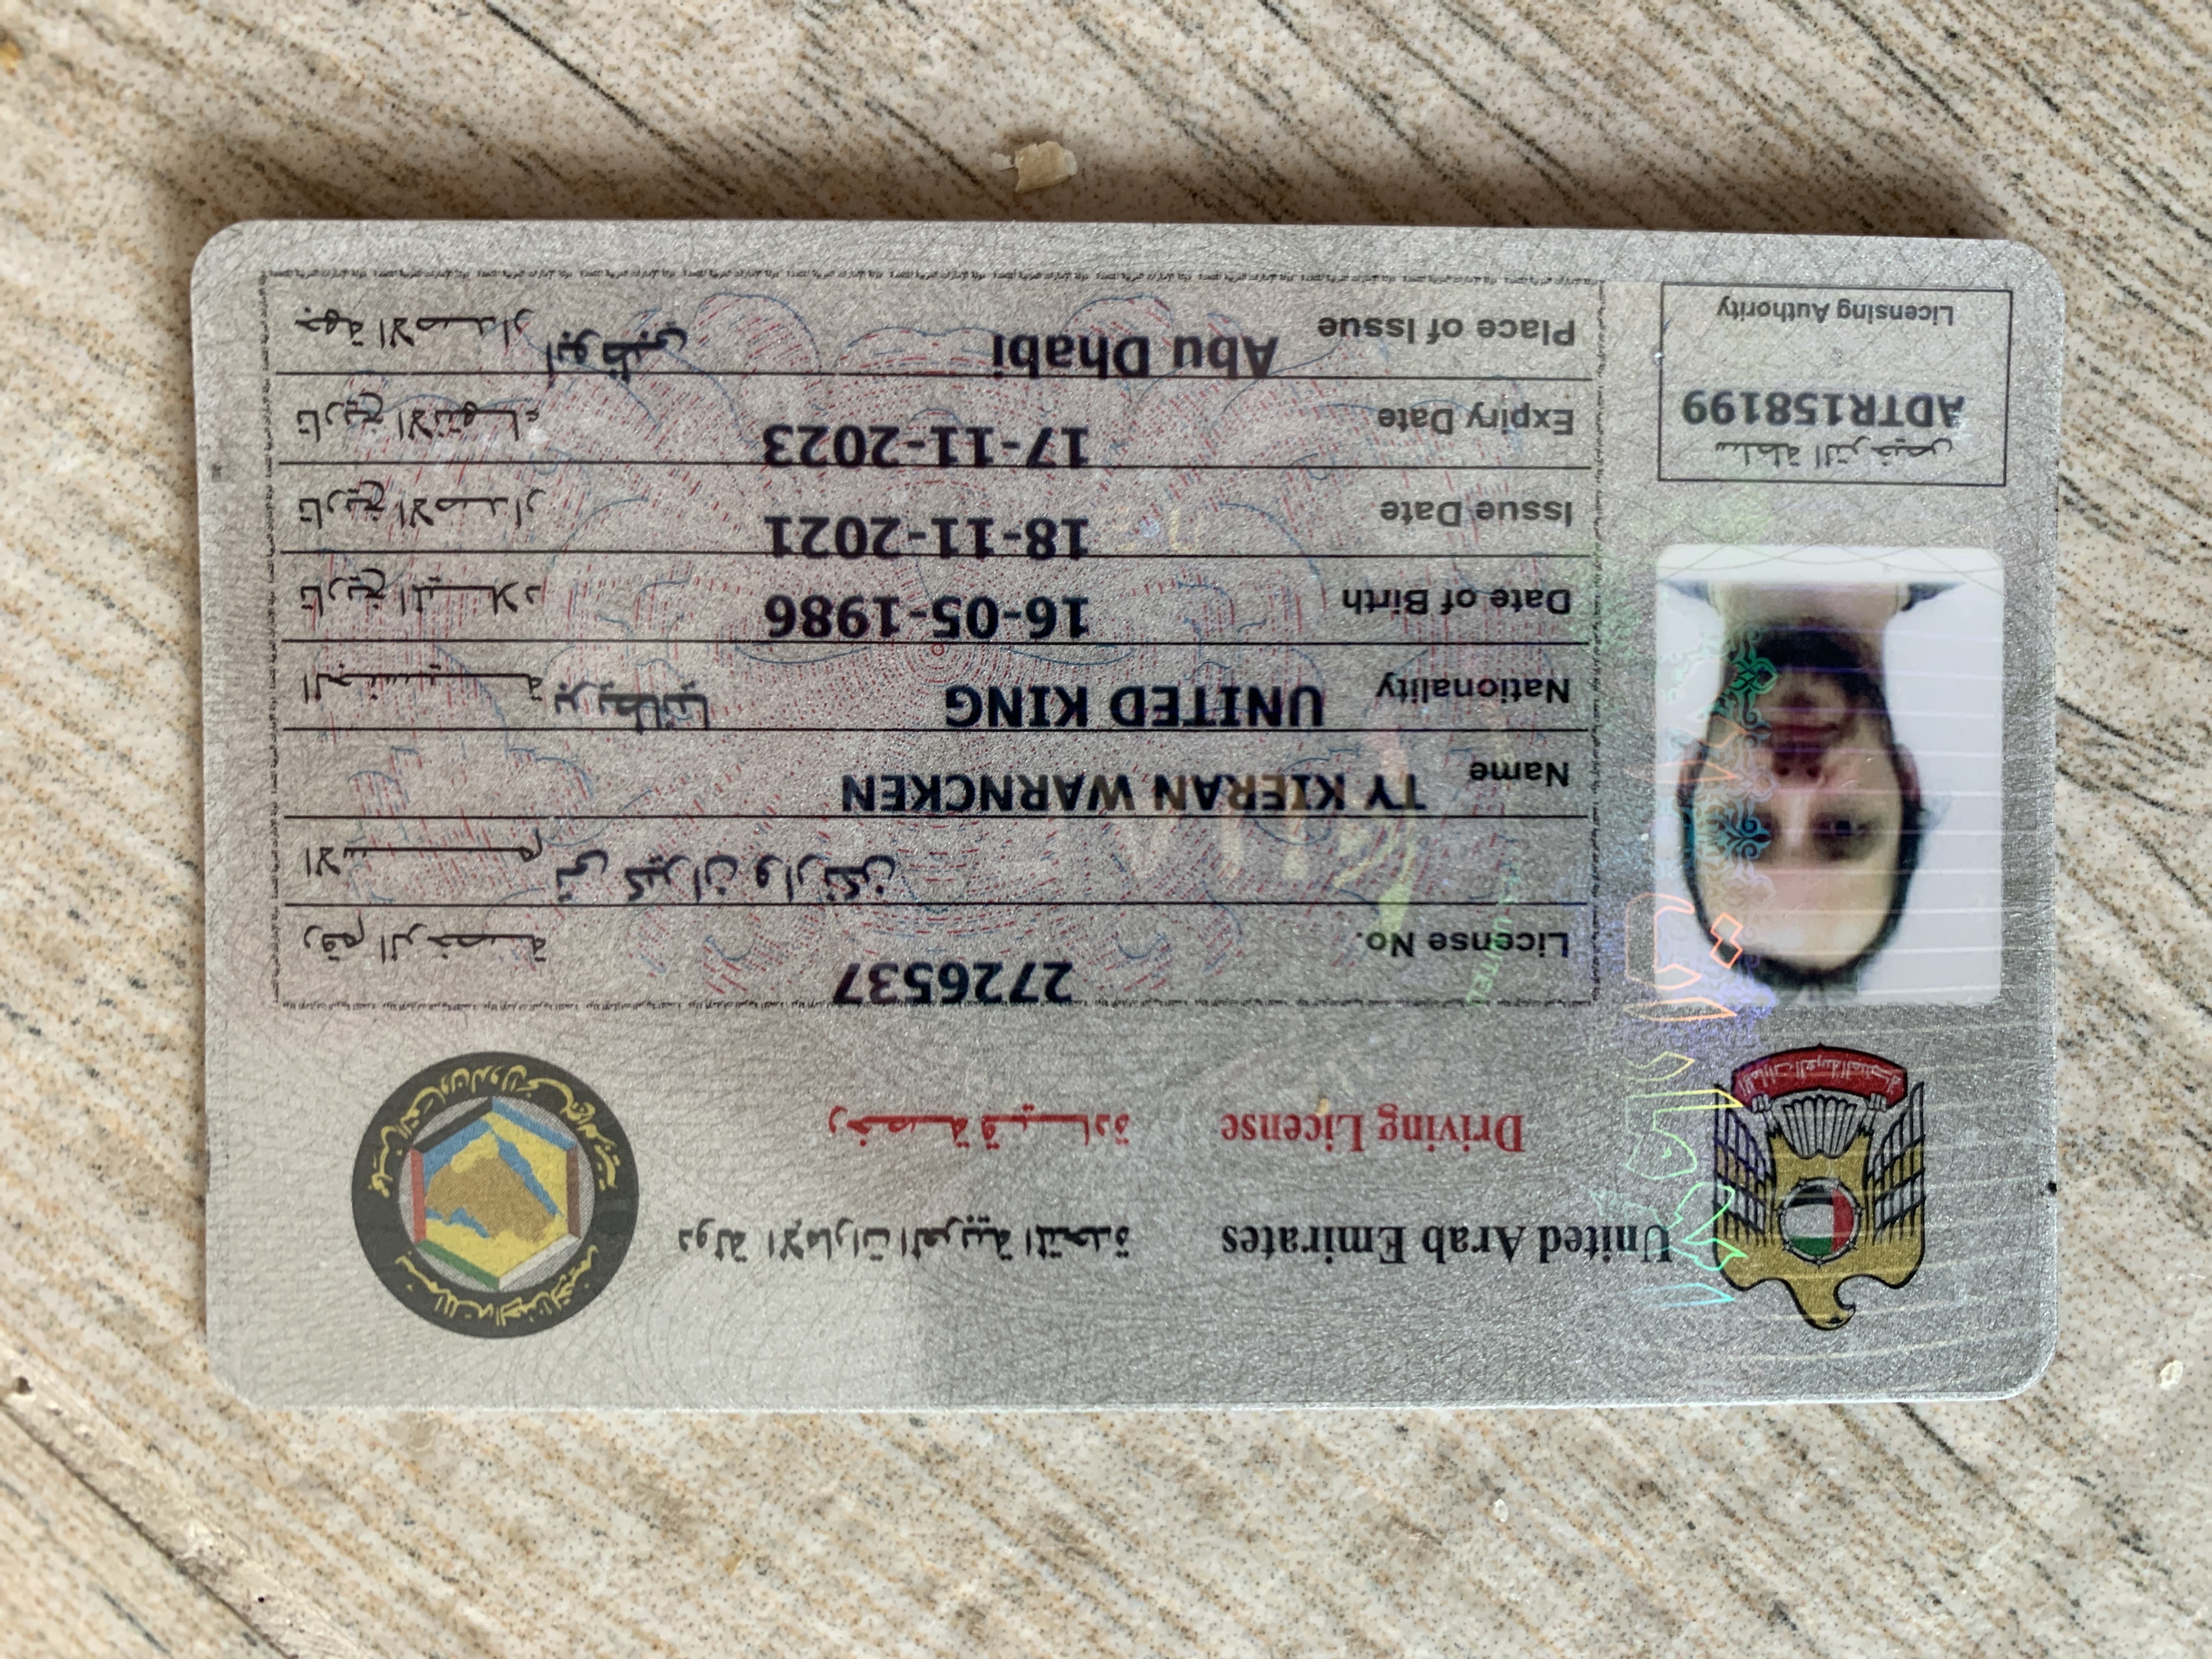 United Arab Emirates دولة الإمارات العربية المتحدة
Driving License رخصة قيادة
License No. 2726537 رقم الرخصة
تى كيران وارنكن الاسم
Name TY KIERAN WARNCKEN
Nationality UNITED KING بريطانيا الجنسية
Date of Birth 16-05-1986 تاريخ الميلاد
Issue Date 18-11-2021 تاريخ الاصدار
Expiry Date 17-11-2023 تاريخ الانتهاء
Place of Issue Abu Dhabi أبوظبي جهة الاصدار
سلطة الترخيص
ADTR158199
Licensing Authority